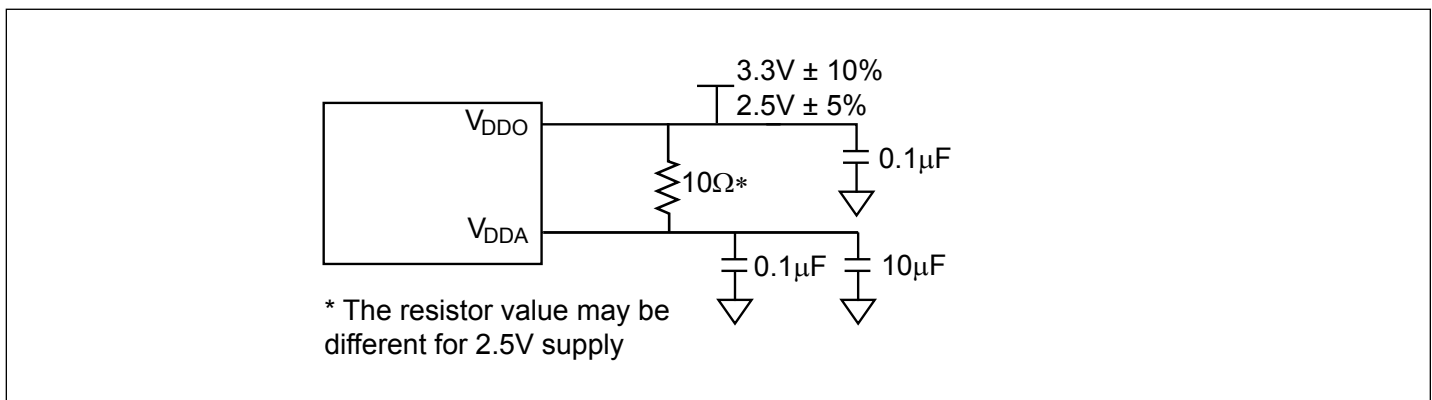 3.3V ± 10%
2.5V ± 5%
VDDO
0.1μF
10Ω*
VDDA
0.1μF
10μF
* The resistor value may be
different for 2.5V supply